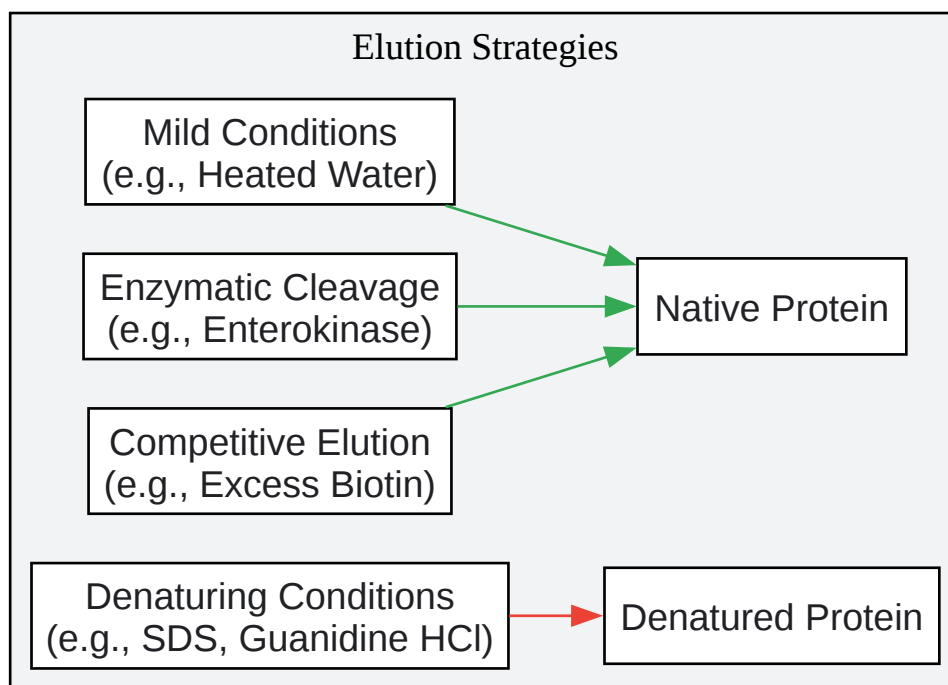 Elution Strategies
Mild Conditions
(e.g., Heated Water)
Enzymatic Cleavage
(e.g., Enterokinase)
Native Protein
Competitive Elution
(e.g., Excess Biotin)
Denaturing Conditions
(e.g., SDS, Guanidine HCl)
Denatured Protein